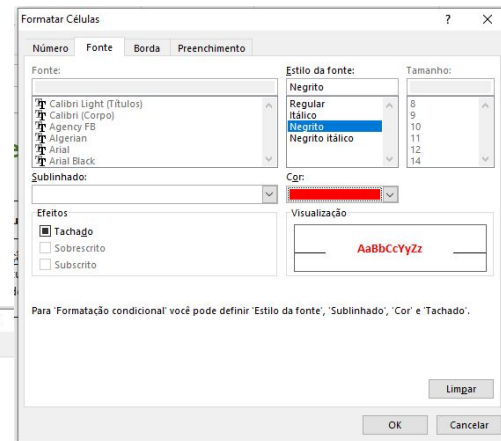 Formatar Células
? X
Número Fonte Borda Preenchimento
Fonte: Estilo da fonte: Tamanho:
Negrito
Calibri Light (Títulos) Regular 8
Calibri (Corpo) Itálico 9
Agency FB Negrito 10
Algerian Negrito itálico 11
Arial 12
Arial Black 14
Sublinhado: Cor:
Efeitos Visualização
Tachado
Sobrescrito AaBbCcYyZz
Subscrito
Para 'Formatação condicional' você pode definir 'Estilo da fonte', 'Sublinhado', 'Cor' e 'Tachado'.
Limpar
OK Cancelar